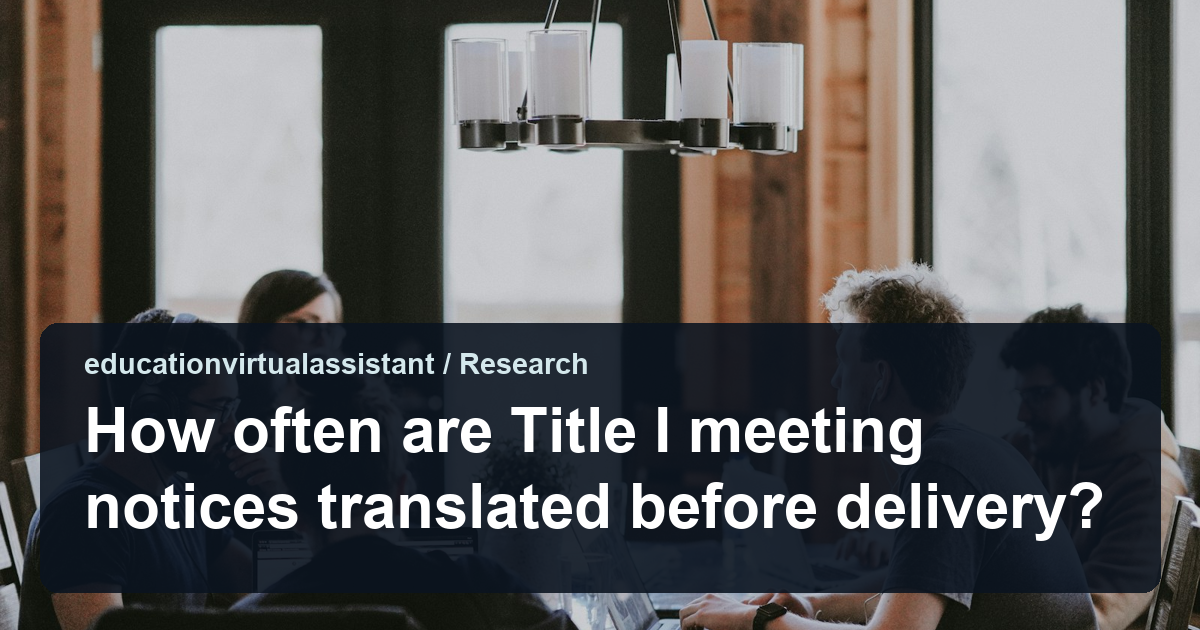 educationvirtualassistant / Research
How often are Title I meeting
notices translated before delivery?